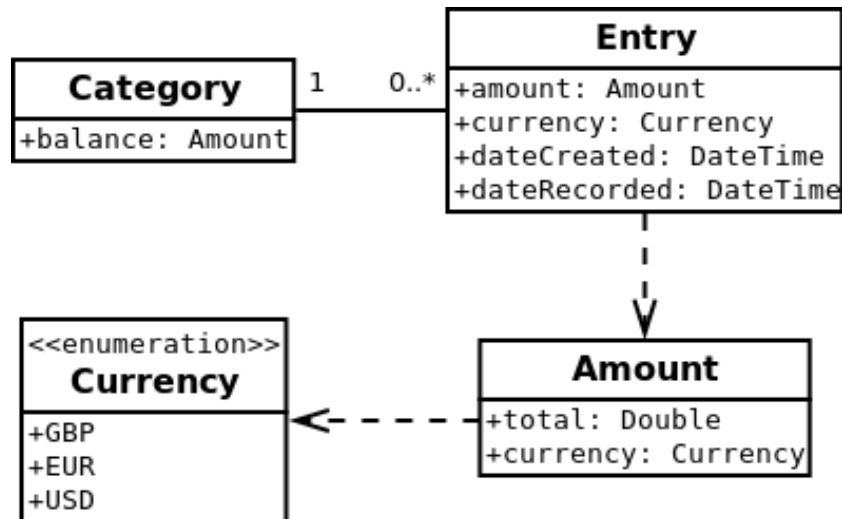 Category
+balance: Amount
1
0..*
Entry
+amount: Amount
+currency: Currency
+dateCreated: DateTime
+dateRecorded: DateTime
<<enumeration>>
Currency
+GBP
+EUR
+USD
Amount
+total: Double
+currency: Currency